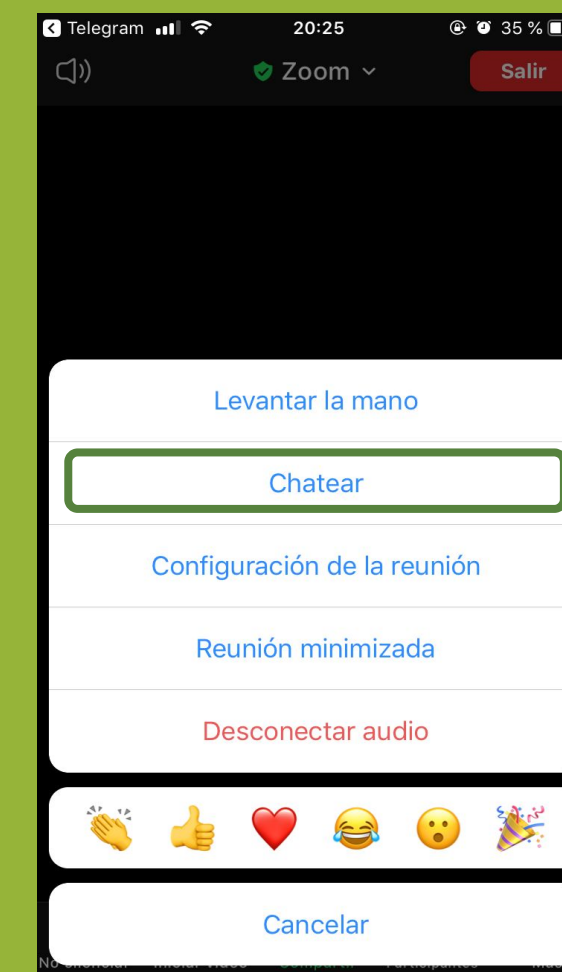 Telegram 20:25 35 %
Zoom Salir
Levantar la mano
Chatear
Configuración de la reunión
Reunión minimizada
Desconectar audio
Cancelar